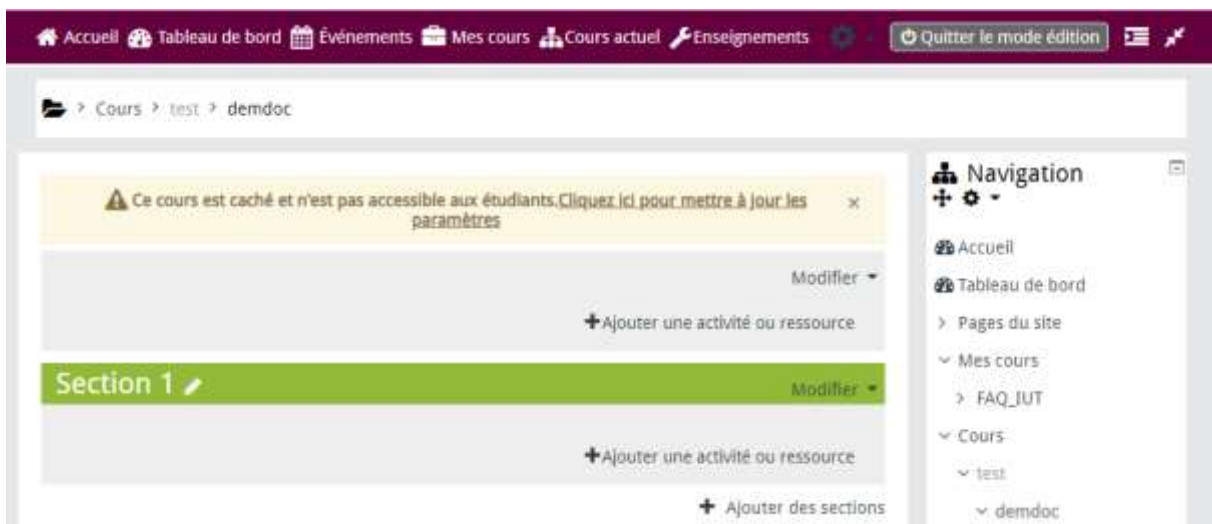 Accueil Tableau de bord Événements Mes cours Cours actuel Enseignements Quitter le mode édition
> Cours > test > demdoc
Ce cours est caché et n'est pas accessible aux étudiants.Cliquez ici pour mettre à jour les
paramètres
Modifier
+Ajouter une activité ou ressource
Section 1
Modifier
+Ajouter une activité ou ressource
+ Ajouter des sections
Navigation
Accueil
Tableau de bord
> Pages du site
Mes cours
> FAQ_IUT
Cours
test
demdoc